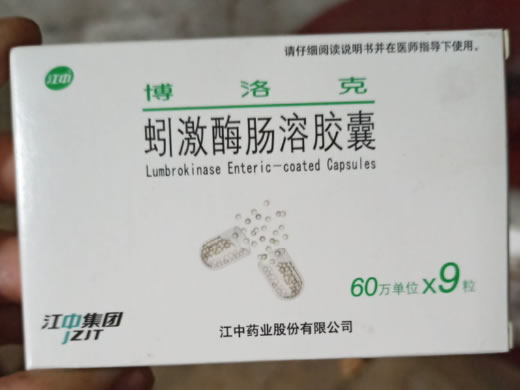 请仔细阅读说明书并在医师指导下使用。
江中
博洛克
蚓激酶肠溶胶囊
Lumbrokinase Enteric-coated Capsules
60万单位x9粒
江中集团
JZJT
江中药业股份有限公司